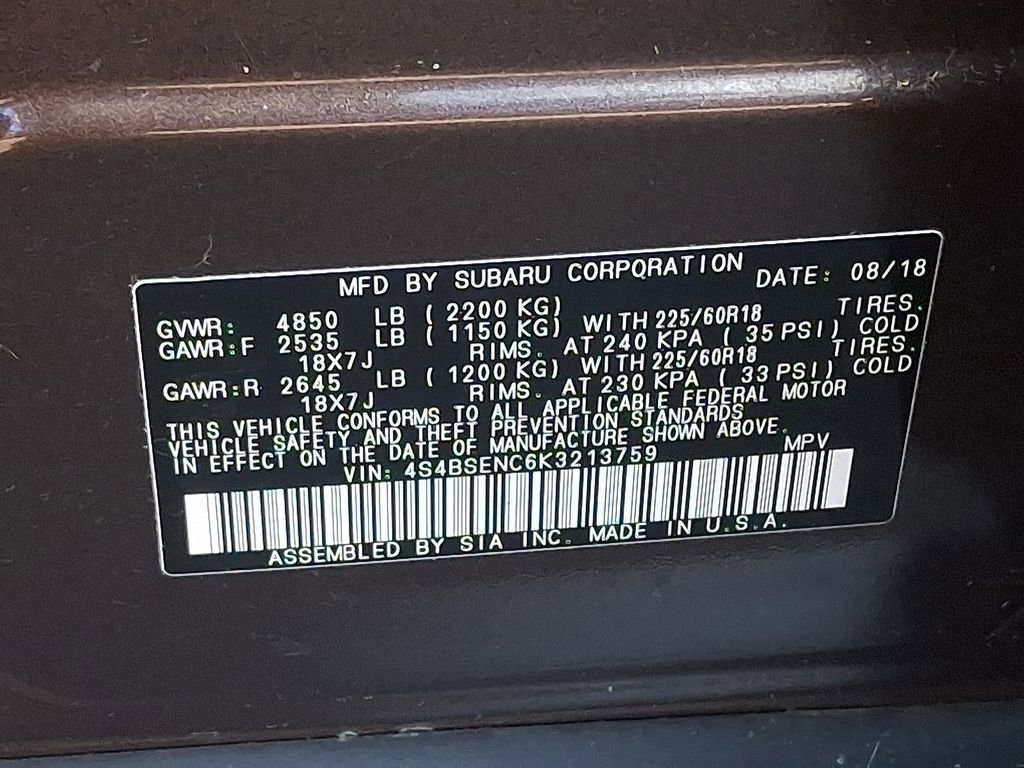 MFD BY SUBARU CORPORATION DATE: 08/18
GVWR: 4850 LB ( 2200 KG)
GAWR:F 2535 LB ( 1150 KG) WITH 225/60R18 TIRES.
18X7J RIMS. AT 240 KPA ( 35 PSI) COLD
GAWR:R 2645 LB ( 1200 KG) WITH 225/60R18 TIRES.
18X7J RIMS. AT 230 KPA ( 33 PSI) COLD
THIS VEHICLE CONFORMS TO ALL APPLICABLE FEDERAL MOTOR
VEHICLE SAFETY AND THEFT PREVENTION STANDARDS
IN EFFECT ON THE DATE OF MANUFACTURE SHOWN ABOVE.
VIN: 4S4BSENC6K3213759 MPV
ASSEMBLED BY SIA INC. MADE IN U.S.A.